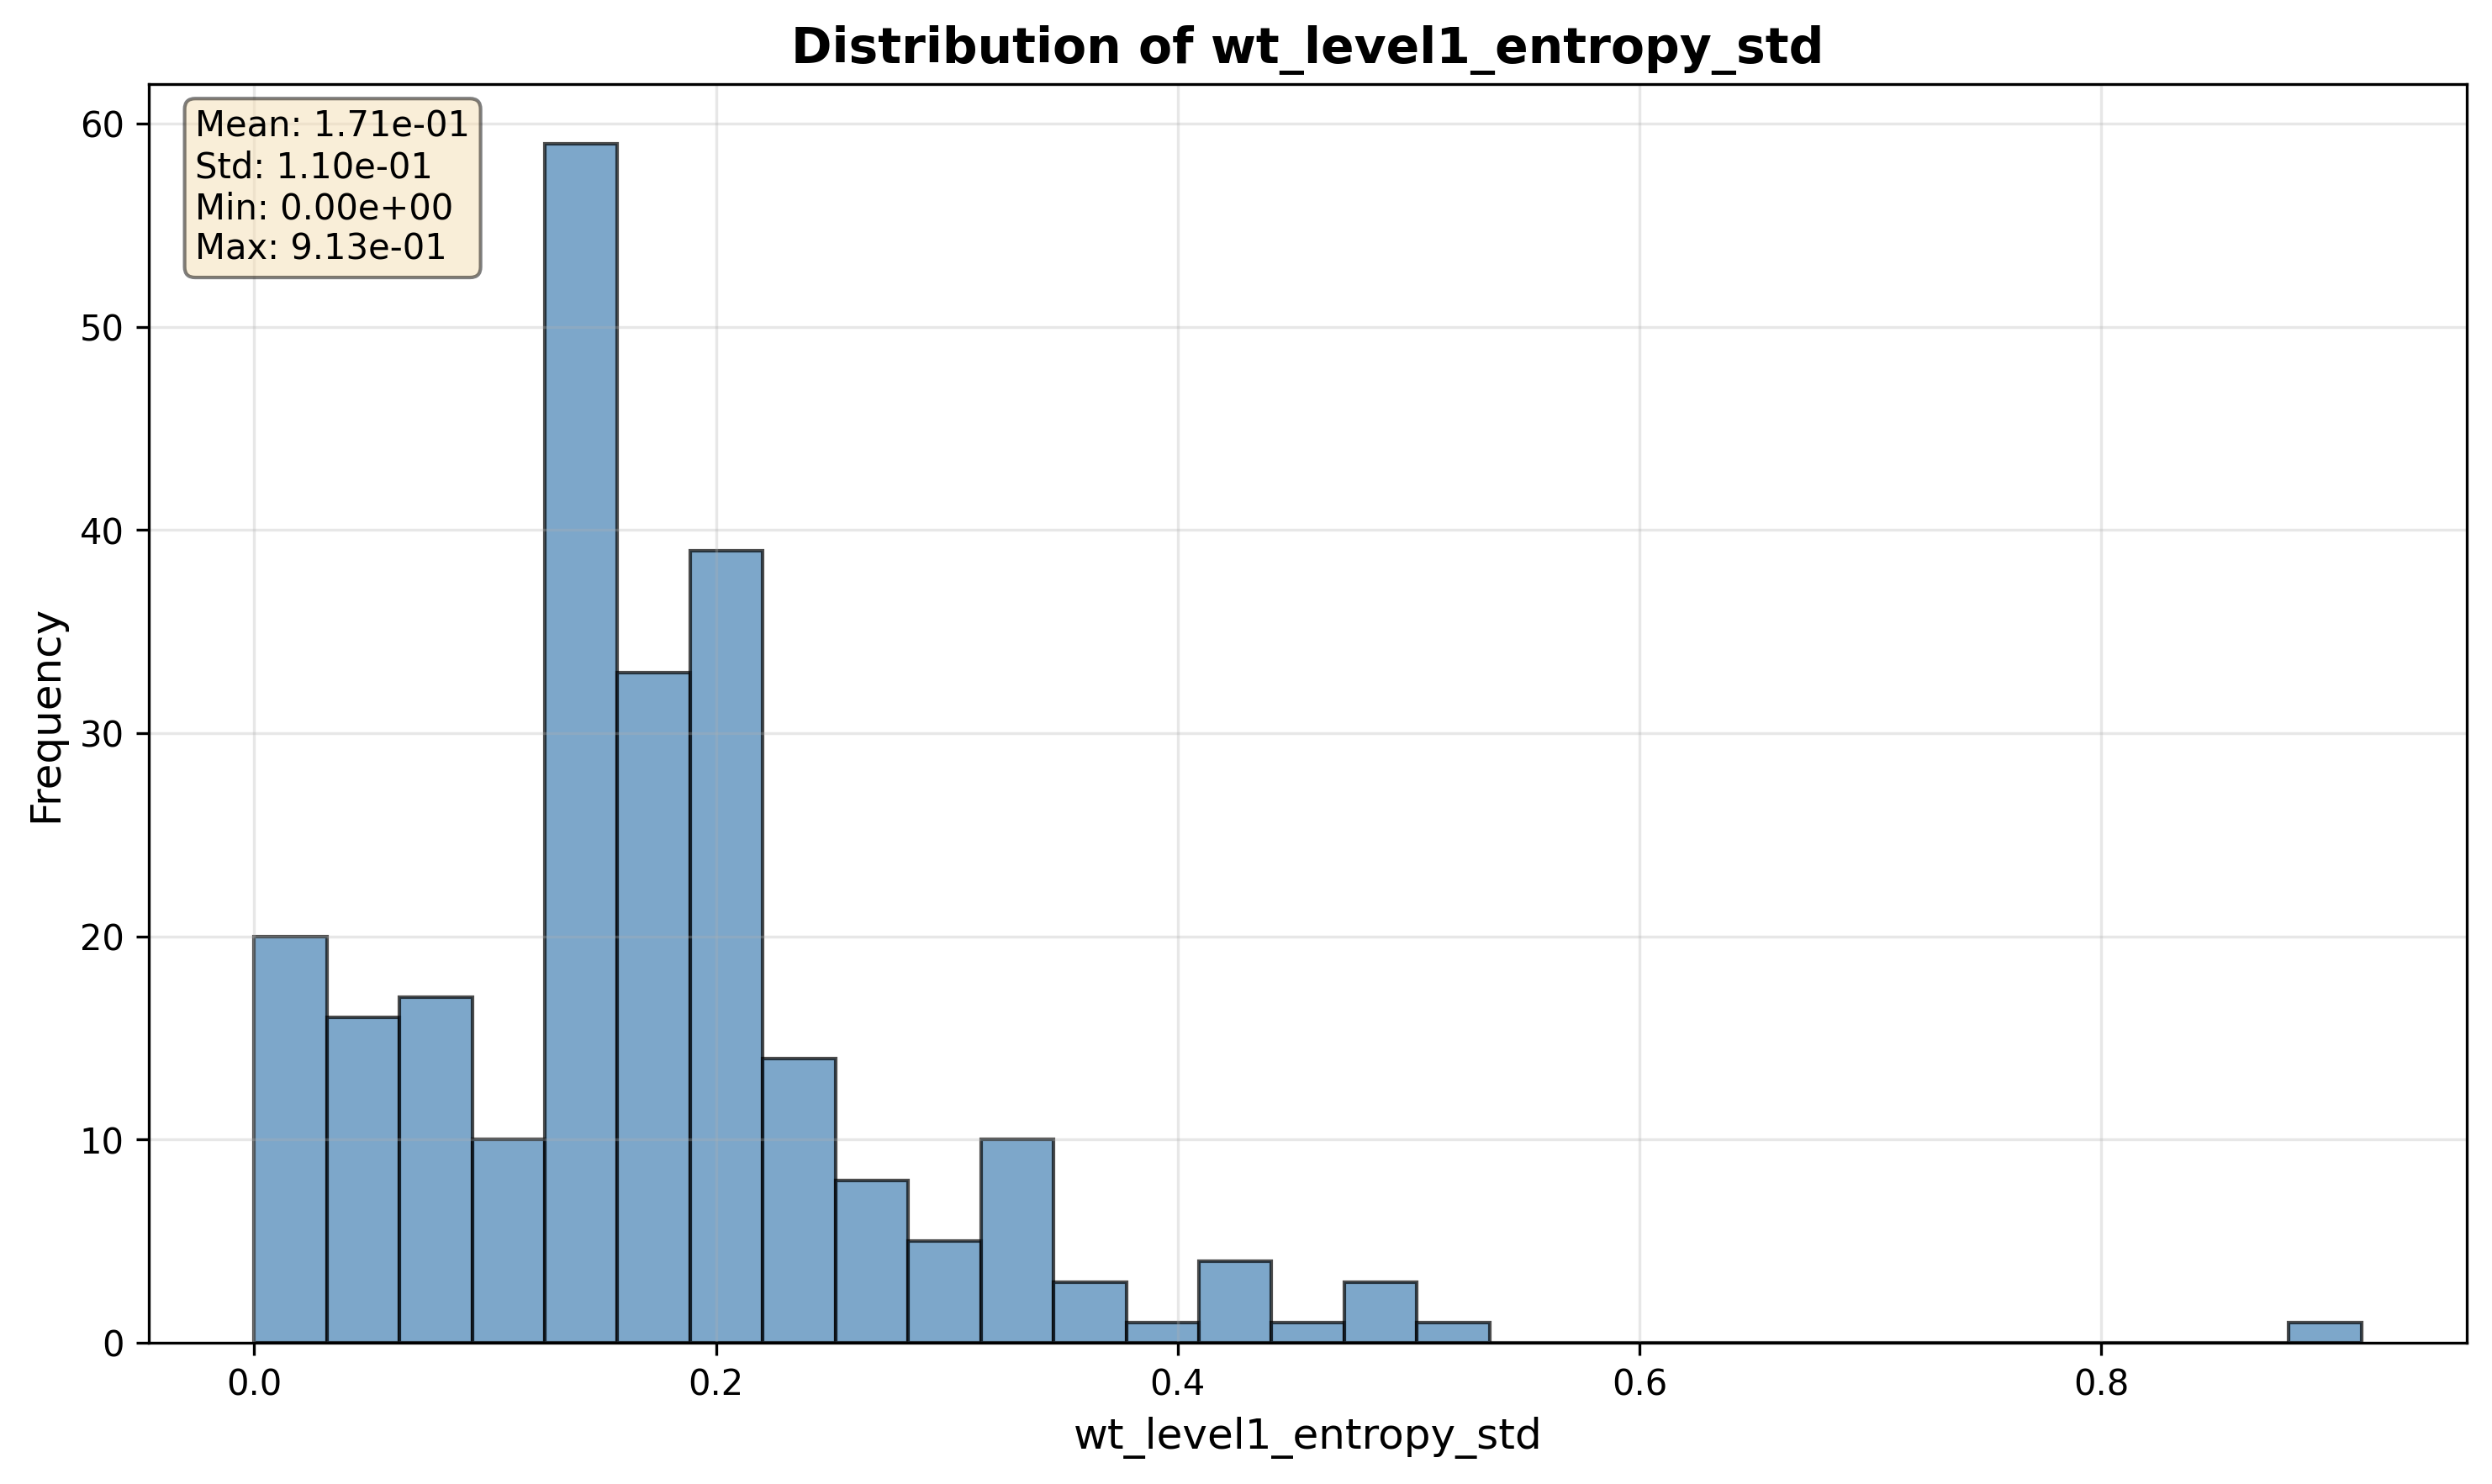 Distribution of wt_level1_entropy_std
Mean: 1.71e-01
Std: 1.10e-01
Min: 0.00e+00
Max: 9.13e-01
60
50
40
30
20
10
0
Frequency
0.0 0.2 0.4 0.6 0.8
wt_level1_entropy_std